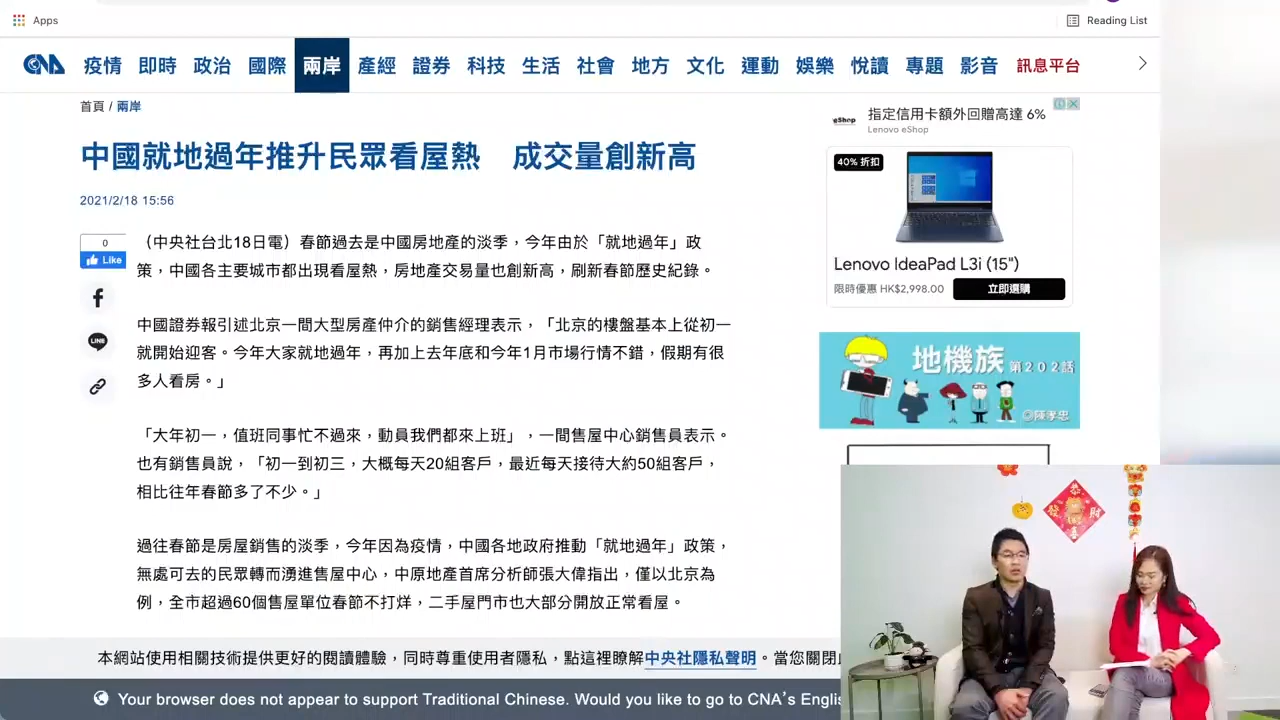 Apps
Reading List
CNA 疫情 即時 政治 國際 兩岸 產經 證券 科技 生活 社會 地方 文化 運動 娛樂 悅讀 專題 影音 訊息平台
首頁 / 兩岸
中國就地過年推升民眾看屋熱　成交量創新高
2021/2/18 15:56
0
Like
（中央社台北18日電）春節過去是中國房地產的淡季，今年由於「就地過年」政
策，中國各主要城市都出現看屋熱，房地產交易量也創新高，刷新春節歷史紀錄。
中國證券報引述北京一間大型房產仲介的銷售經理表示，「北京的樓盤基本上從初一
就開始迎客。今年大家就地過年，再加上去年底和今年1月市場行情不錯，假期有很
多人看房。」
LINE
「大年初一，值班同事忙不過來，動員我們都來上班」，一間售屋中心銷售員表示。
也有銷售員說，「初一到初三，大概每天20組客戶，最近每天接待大約50組客戶，
相比往年春節多了不少。」
過往春節是房屋銷售的淡季，今年因為疫情，中國各地政府推動「就地過年」政策，
無處可去的民眾轉而湧進售屋中心，中原地產首席分析師張大偉指出，僅以北京為
例，全市超過60個售屋單位春節不打烊，二手屋門市也大部分開放正常看屋。
eShop
指定信用卡額外回贈高達 6%
Lenovo eShop
40% 折扣
Lenovo IdeaPad L3i (15")
限時優惠 HK$2,998.00
立即選購
地機族 第202話
@陳孝忠
恭
發 財
喜
本網站使用相關技術提供更好的閱讀體驗，同時尊重使用者隱私，點這裡瞭解中央社隱私聲明。當您關閉
Your browser does not appear to support Traditional Chinese. Would you like to go to CNA's Englis